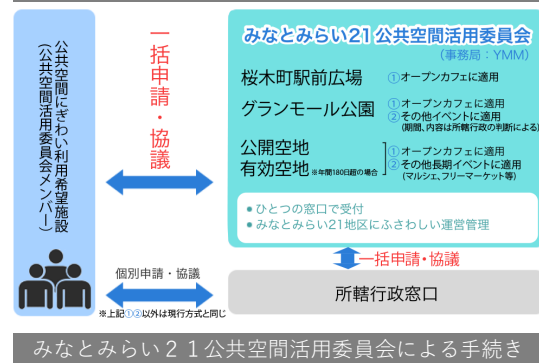 公共空間にぎわい利用希望施設
(公共空間活用委員会メンバー)
一括申請・協議
個別申請・協議
※上記①②以外は現行方式と同じ
みなとみらい21公共空間活用委員会
(事務局:YMM)
桜木町駅前広場 ①オープンカフェに適用
グランモール公園 ①オープンカフェに適用
②その他イベントに適用
(期間、内容は所轄行政の判断による)
公開空地 ①オープンカフェに適用
有効空地 ※年間180日超の場合 ②その他長期イベントに適用
(マルシェ、フリーマーケット等)
●ひとつの窓口で受付
●みなとみらい21地区にふさわしい運営管理
一括申請・協議
所轄行政窓口
みなとみらい21公共空間活用委員会による手続き